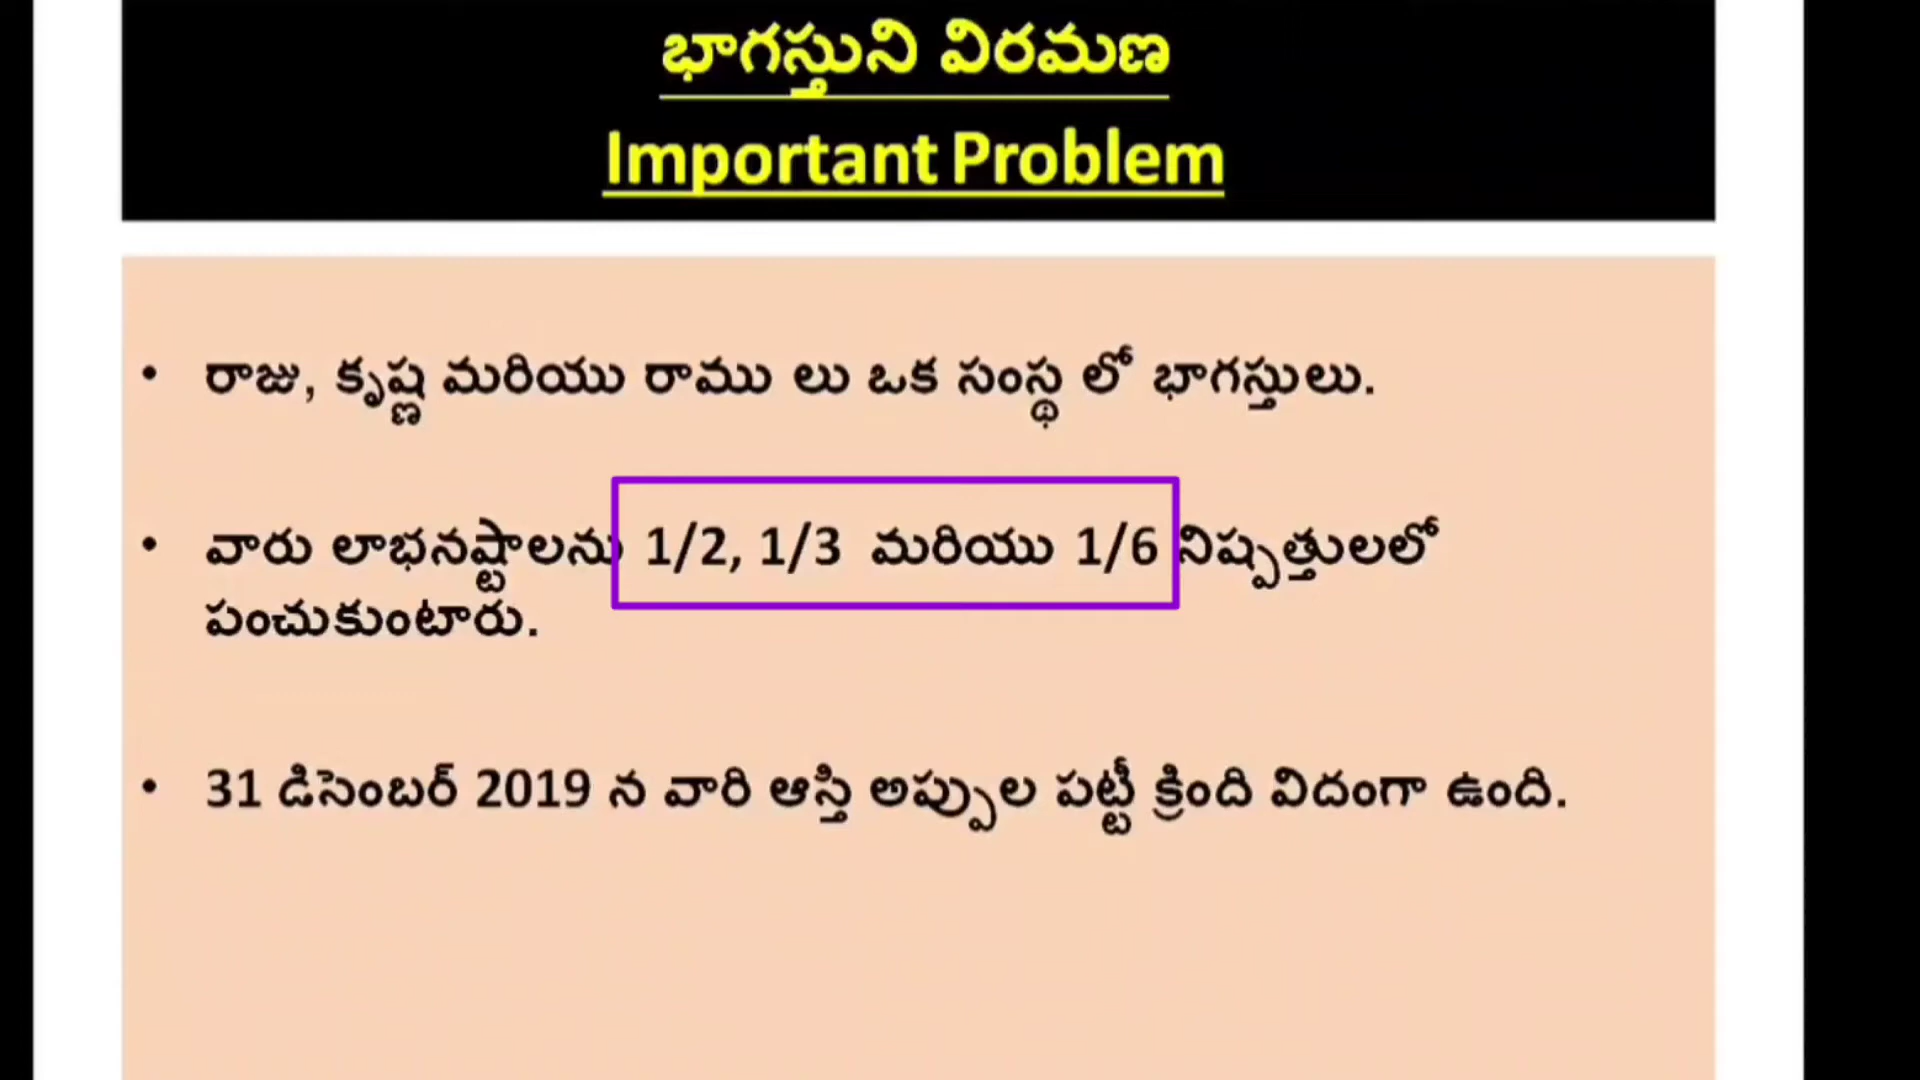 భాగస్తుని విరమణ
Important Problem
• రాజు, కృష్ణ మరియు రాము లు ఒక సంస్థ లో భాగస్తులు.
• వారు లాభనష్టాలను 1/2, 1/3 మరియు 1/6 నిష్పత్తులలో
పంచుకుంటారు.
• 31 డిసెంబర్ 2019 న వారి ఆస్తి అప్పుల పట్టీ క్రింది విదంగా ఉంది.